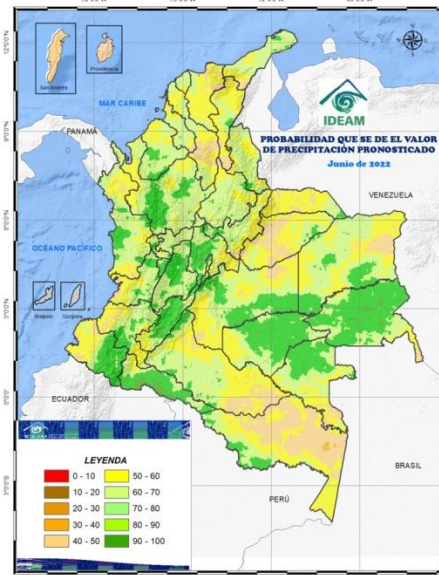 San Andrés
Providencia
MAR CARIBE
PANAMÁ
IDEAM
PROBABILIDAD QUE SE DE EL VALOR
DE PRECIPITACIÓN PRONOSTICADO
Junio de 2022
VENEZUELA
OCÉANO PACÍFICO
Malpelo
Gorgona
ECUADOR
BRASIL
PERÚ
LEYENDA
0 - 10
50 - 60
10 - 20
60 - 70
20 - 30
70 - 80
30 - 40
80 - 90
40 - 50
90 - 100